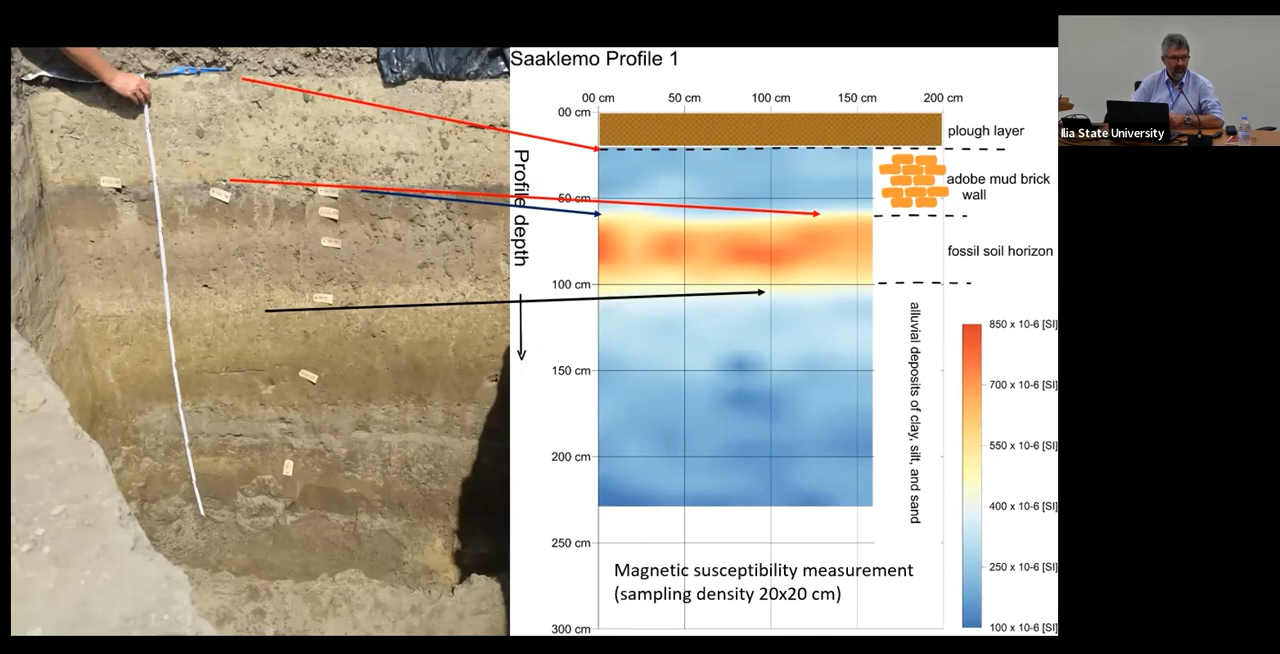 Saaklemo Profile 1
00 cm
50 cm
100 cm
150 cm
200 cm
00 cm
50 cm
100 cm
150 cm
200 cm
250 cm
300 cm
Profile depth
plough layer
adobe mud brick
wall
fossil soil horizon
alluvial deposits of clay, silt, and sand
850 x 10-6 [SI]
700 x 10-6 [SI]
550 x 10-6 [SI]
400 x 10-6 [SI]
250 x 10-6 [SI]
100 x 10-6 [SI]
Magnetic susceptibility measurement
(sampling density 20x20 cm)
Ilia State University